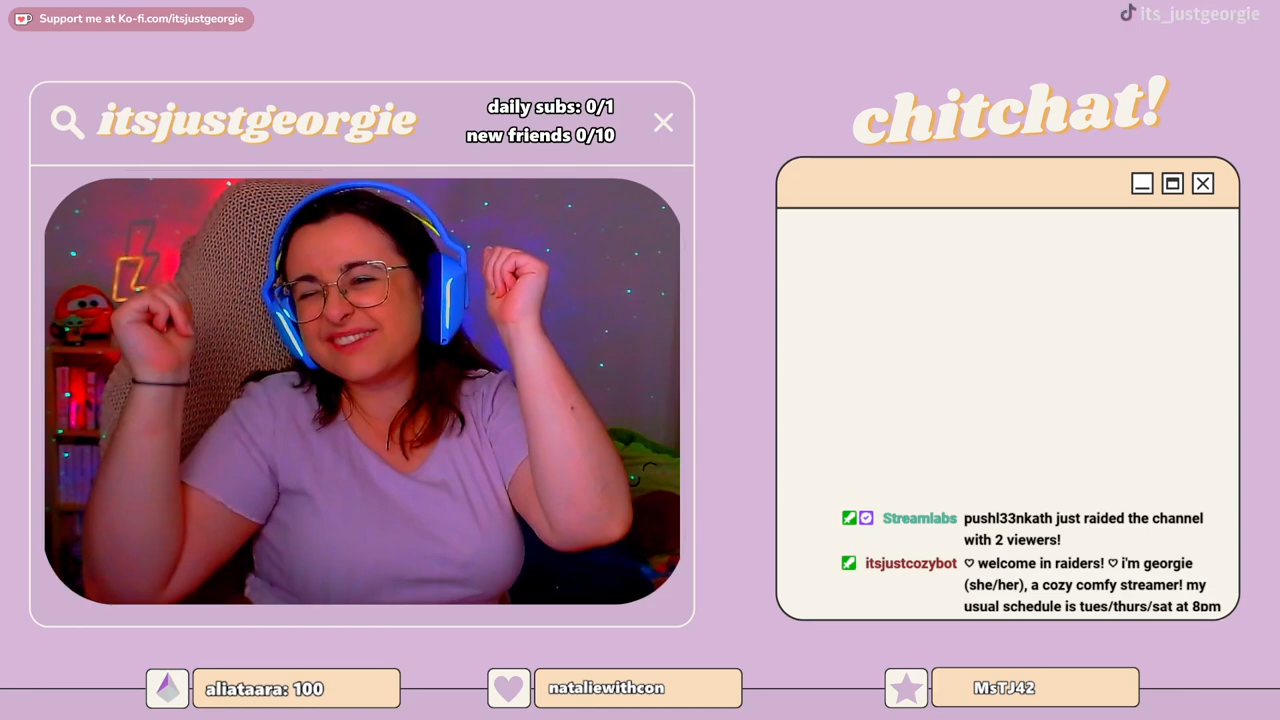 Support me at Ko-fi.com/itsjustgeorgie
its_justgeorgie
itsjustgeorgie
daily subs: 0/1
new friends 0/10
chitchat!
Streamlabs pushl33nkath just raided the channel
with 2 viewers!
itsjustcozybot ♡ welcome in raiders! ♡ i'm georgie
(she/her), a cozy comfy streamer! my
usual schedule is tues/thurs/sat at 8pm
aliataara: 100
nataliewithcon
MsTJ42